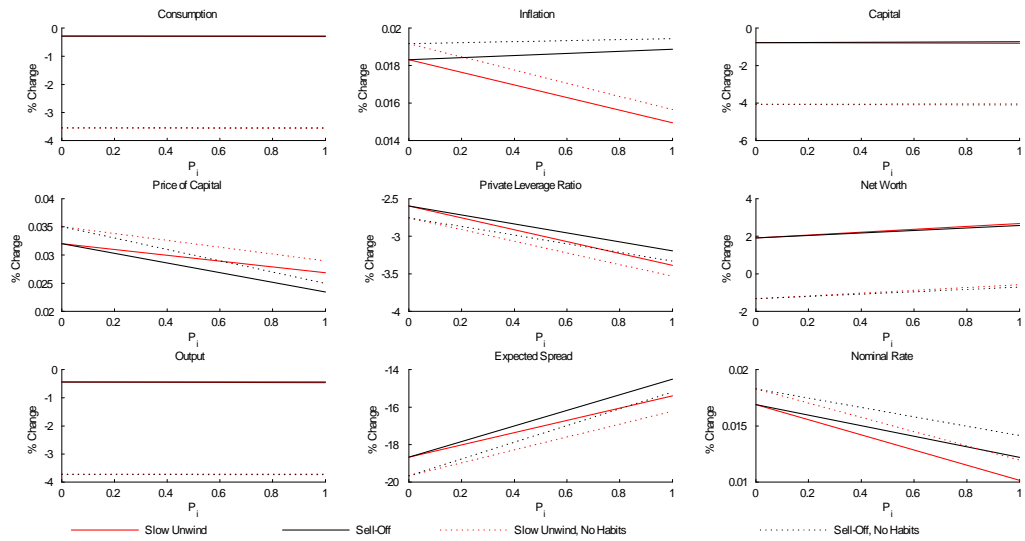 Consumption
Inflation
Capital
% Change
0
-1
-2
-3
-4
0 0.2 0.4 0.6 0.8 1
P_i
% Change
0.02
0.018
0.016
0.014
0 0.2 0.4 0.6 0.8 1
P_i
% Change
0
-2
-4
-6
0 0.2 0.4 0.6 0.8 1
P_i
Price of Capital
Private Leverage Ratio
Net Worth
% Change
0.04
0.035
0.03
0.025
0.02
0 0.2 0.4 0.6 0.8 1
P_i
% Change
-2.5
-3
-3.5
-4
0 0.2 0.4 0.6 0.8 1
P_i
% Change
4
2
0
-2
0 0.2 0.4 0.6 0.8 1
P_i
Output
Expected Spread
Nominal Rate
% Change
0
-1
-2
-3
-4
0 0.2 0.4 0.6 0.8 1
P_i
% Change
-14
-16
-18
-20
0 0.2 0.4 0.6 0.8 1
P_i
% Change
0.02
0.015
0.01
0 0.2 0.4 0.6 0.8 1
P_i
Slow Unwind
Sell-Off
Slow Unwind, No Habits
Sell-Off, No Habits